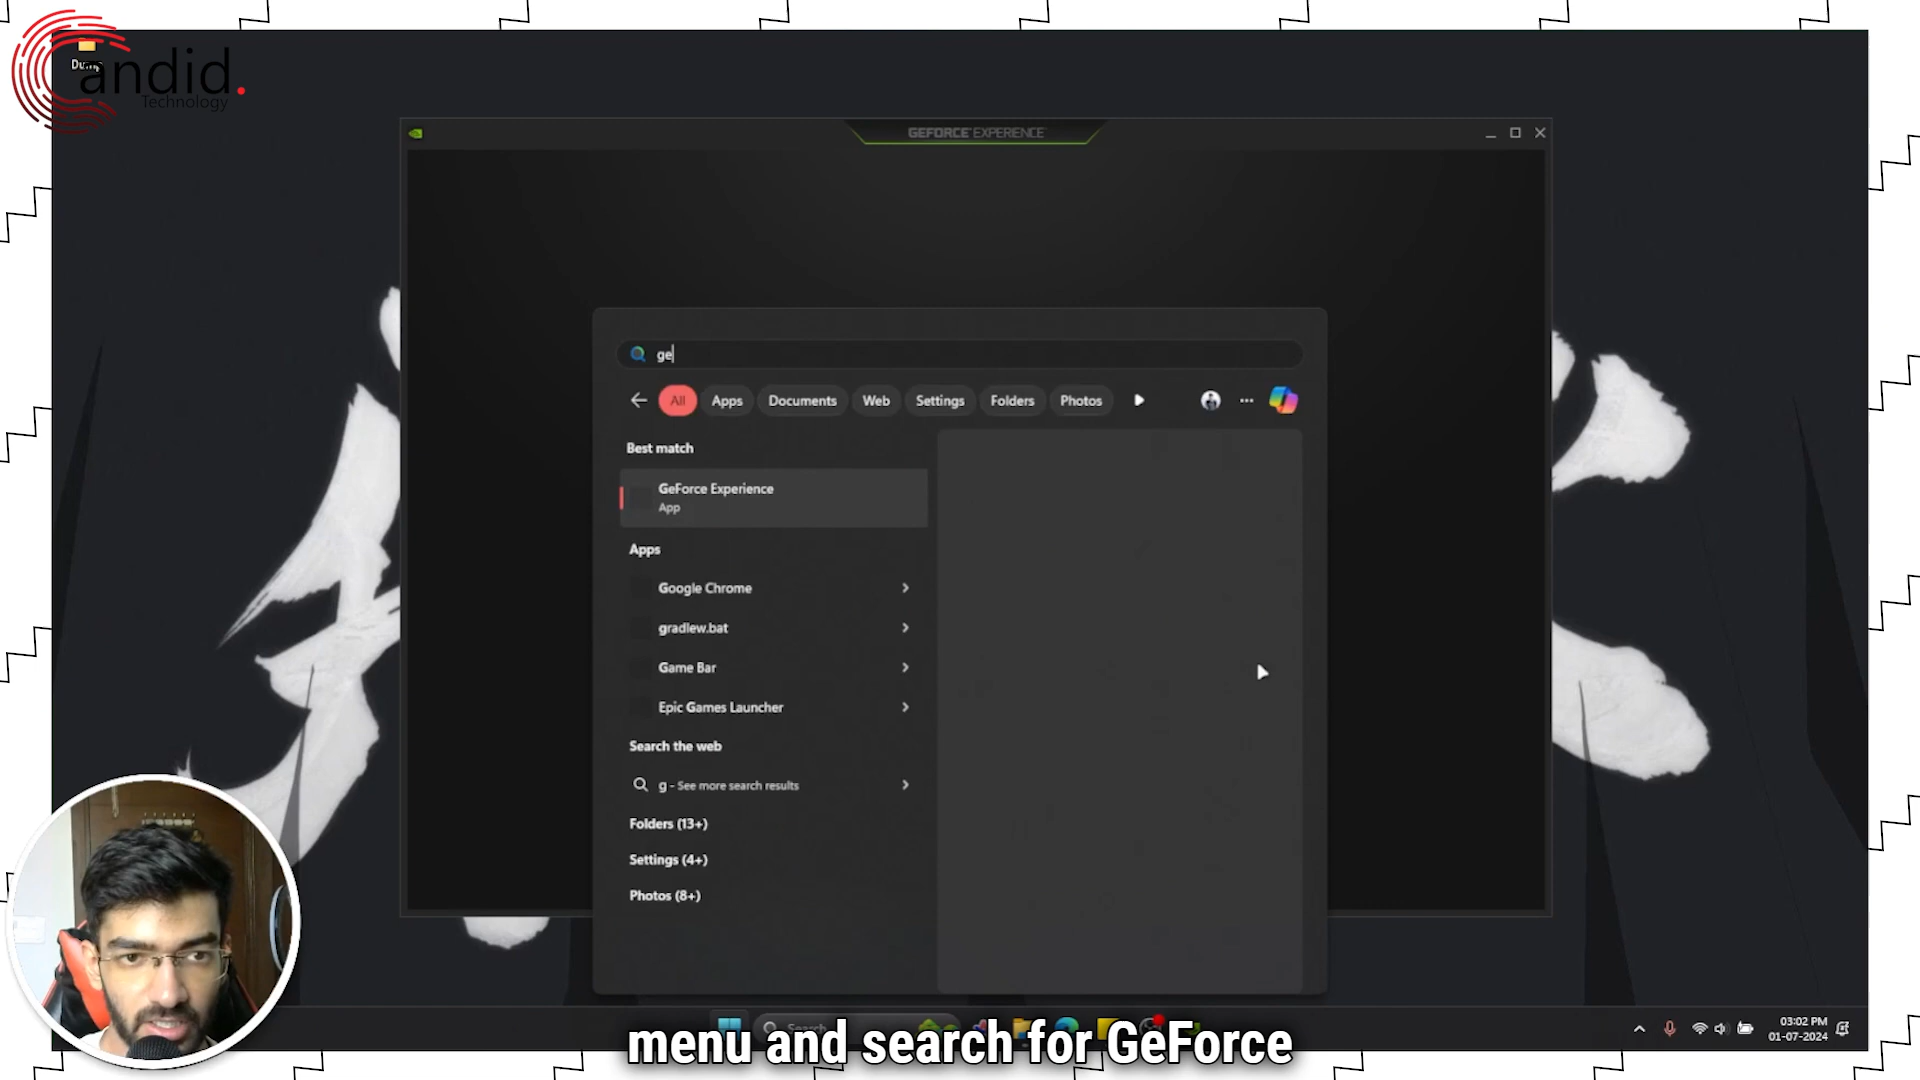 Dump
andid.
Technology
GEFORCE EXPERIENCE
ge
All
Apps
Documents
Web
Settings
Folders
Photos
Best match
GeForce Experience
App
Apps
Google Chrome
gradlew.bat
Game Bar
Epic Games Launcher
Search the web
g - See more search results
Folders (13+)
Settings (4+)
Photos (8+)
Search
menu and search for GeForce
03:02 PM
01-07-2024